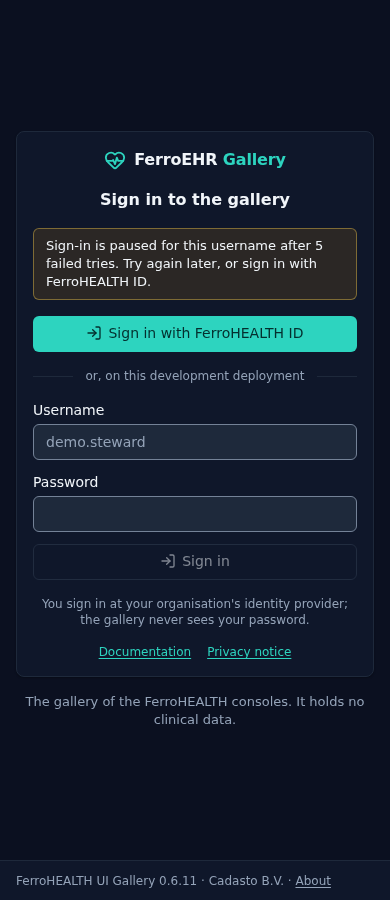 FerroEHR Gallery
Sign in to the gallery
Sign-in is paused for this username after 5
failed tries. Try again later, or sign in with
FerroHEALTH ID.
Sign in with FerroHEALTH ID
or, on this development deployment
Username
demo.steward
Password
Sign in
You sign in at your organisation's identity provider;
the gallery never sees your password.
Documentation Privacy notice
The gallery of the FerroHEALTH consoles. It holds no
clinical data.
FerroHEALTH UI Gallery 0.6.11 · Cadasto B.V. · About